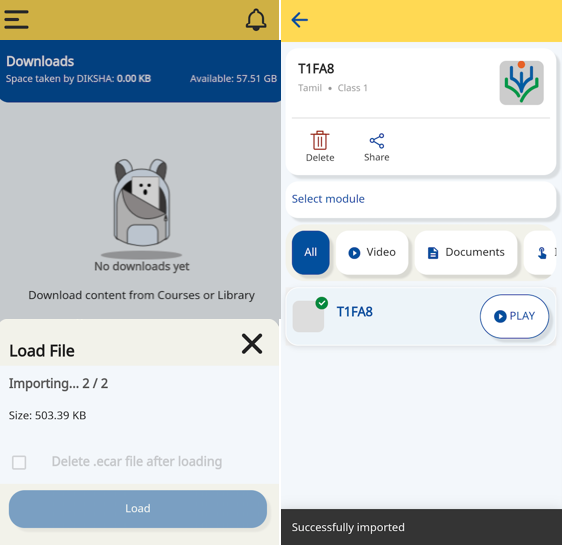 Downloads
Space taken by DIKSHA: 0.00 KB Available: 57.51 GB
No downloads yet
Download content from Courses or Library
Load File
Importing... 2 / 2
Size: 503.39 KB
Delete .ecar file after loading
Load
T1FA8
Tamil • Class 1
Delete Share
Select module
All Video Documents
T1FA8 PLAY
Successfully imported